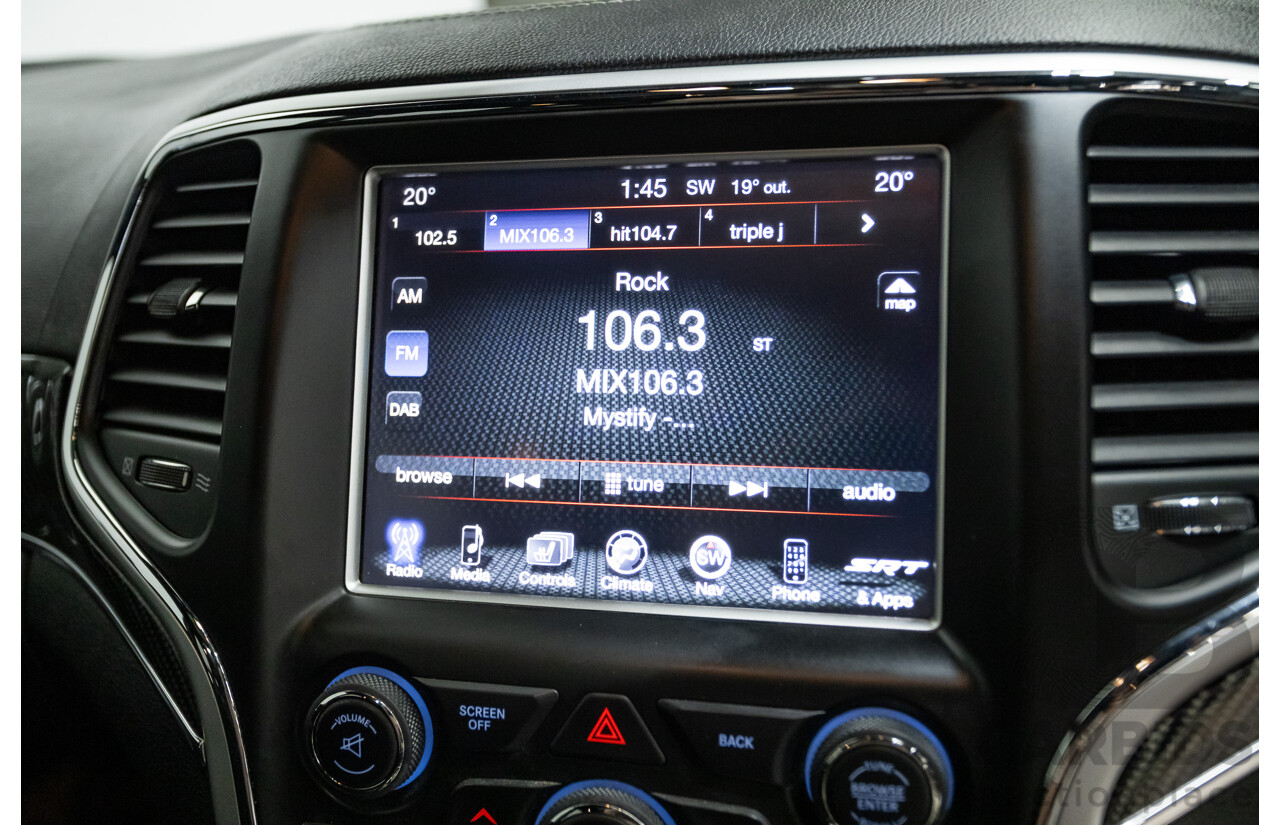 20° 1:45 SW 19° out. 20°
1 102.5 2 MIX106.3 3 hit104.7 4 triple j
Rock
AM
map
106.3 ST
FM
MIX106.3
DAB
Mystify -...
browse tune audio
SW
SRT
Radio Media Controls Climate Nav Phone & Apps
VOLUME
SCREEN
OFF
BACK
TUNE
BROWSE
ENTER